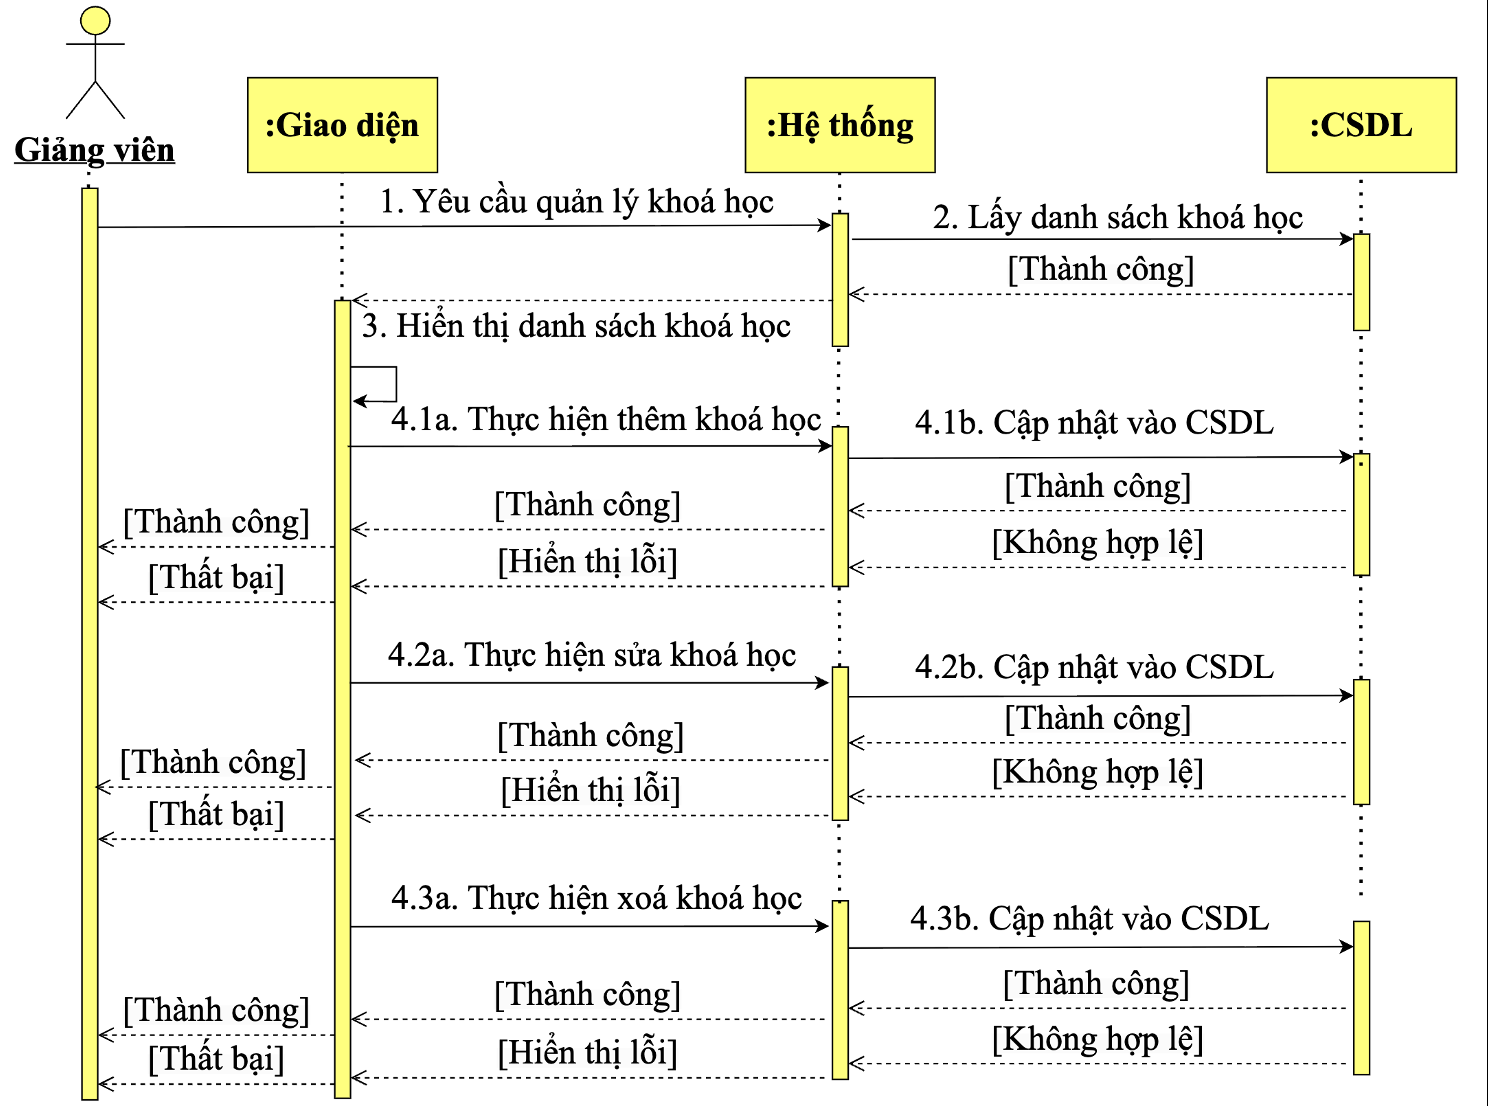 Giảng viên
:Giao diện
:Hệ thống
:CSDL
1. Yêu cầu quản lý khoá học
2. Lấy danh sách khoá học
[Thành công]
3. Hiển thị danh sách khoá học
4.1a. Thực hiện thêm khoá học
4.1b. Cập nhật vào CSDL
[Thành công]
[Thành công]
[Thành công]
[Không hợp lệ]
[Hiển thị lỗi]
[Thất bại]
4.2a. Thực hiện sửa khoá học
4.2b. Cập nhật vào CSDL
[Thành công]
[Thành công]
[Thành công]
[Không hợp lệ]
[Hiển thị lỗi]
[Thất bại]
4.3a. Thực hiện xoá khoá học
4.3b. Cập nhật vào CSDL
[Thành công]
[Thành công]
[Thành công]
[Không hợp lệ]
[Hiển thị lỗi]
[Thất bại]